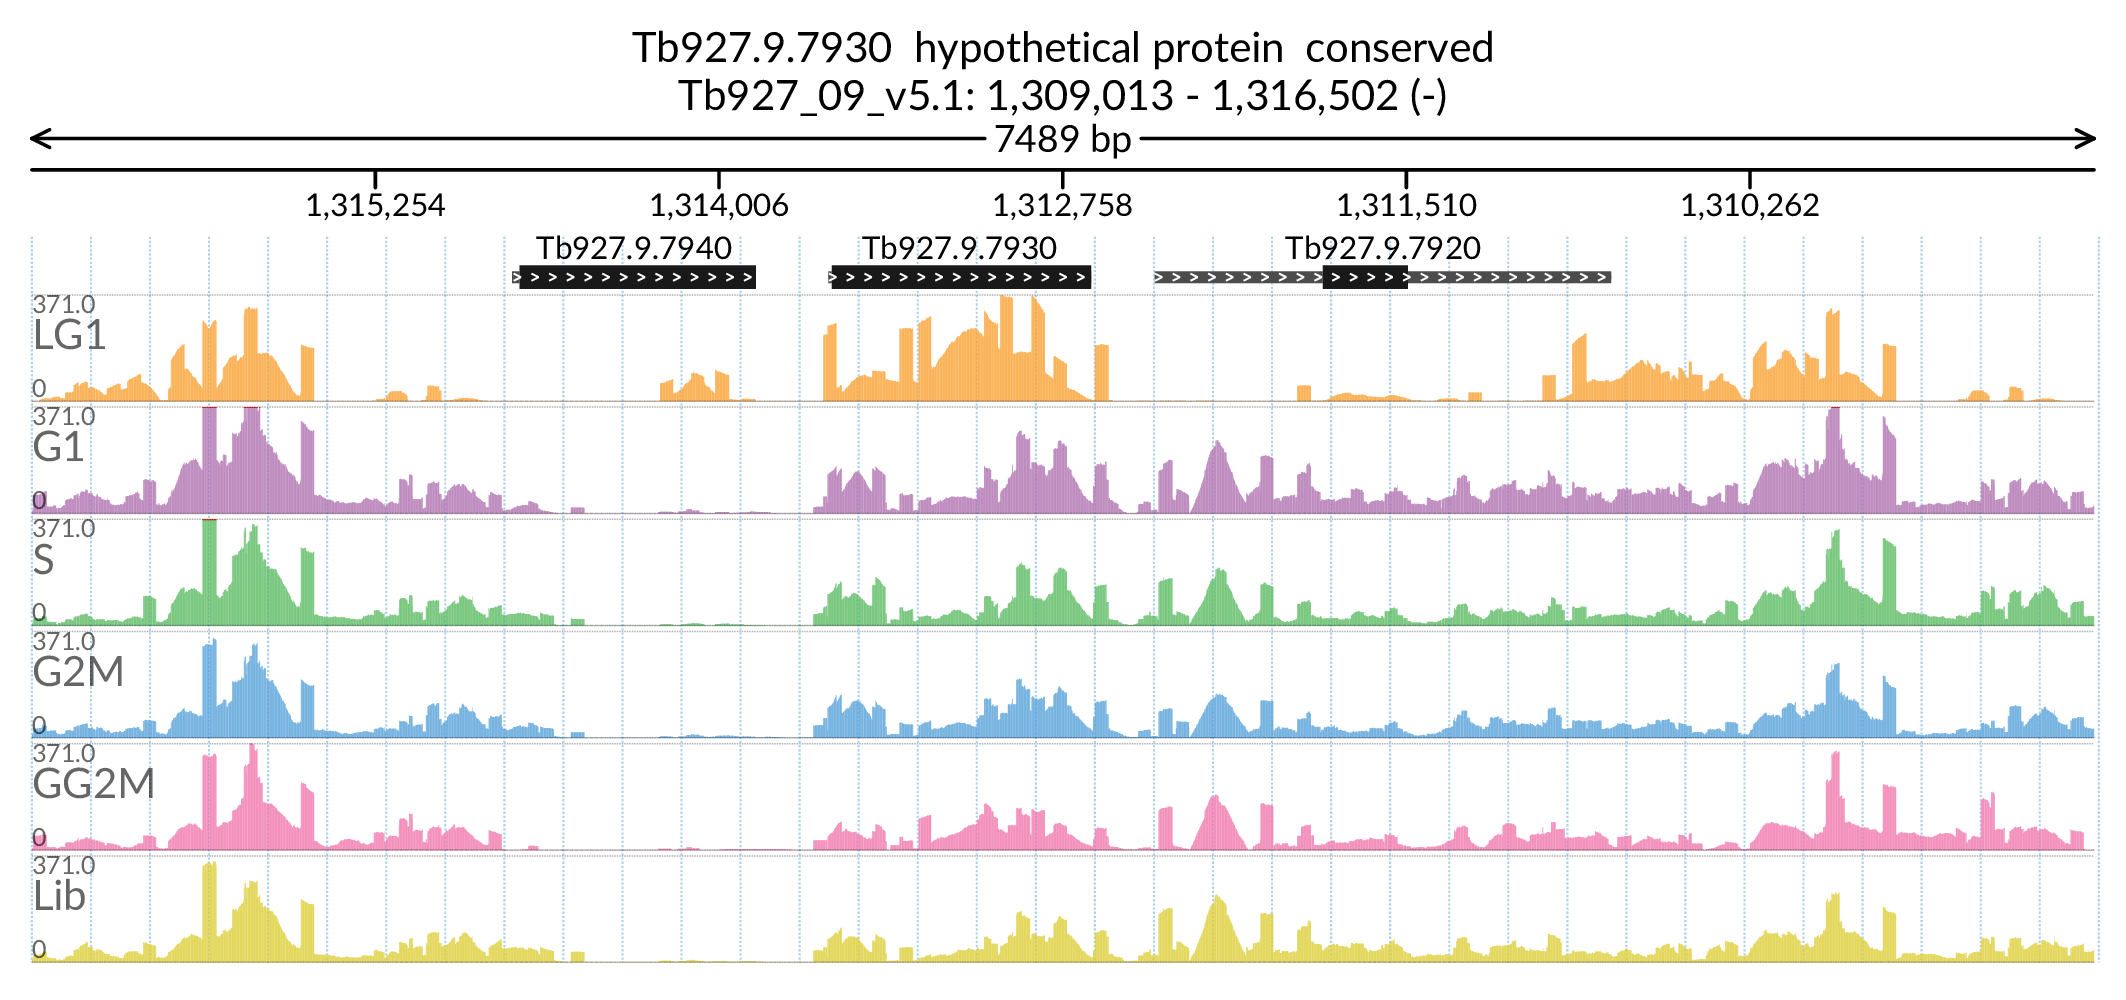 Tb927.9.7930  hypothetical protein  conserved
Tb927_09_v5.1: 1,309,013 - 1,316,502 (-)
7489 bp
1,315,254 1,314,006 1,312,758 1,311,510 1,310,262
Tb927.9.7940 Tb927.9.7930 Tb927.9.7920
371.0
LG1
0
371.0
G1
0
371.0
S
0
371.0
G2M
0
371.0
GG2M
0
371.0
Lib
0